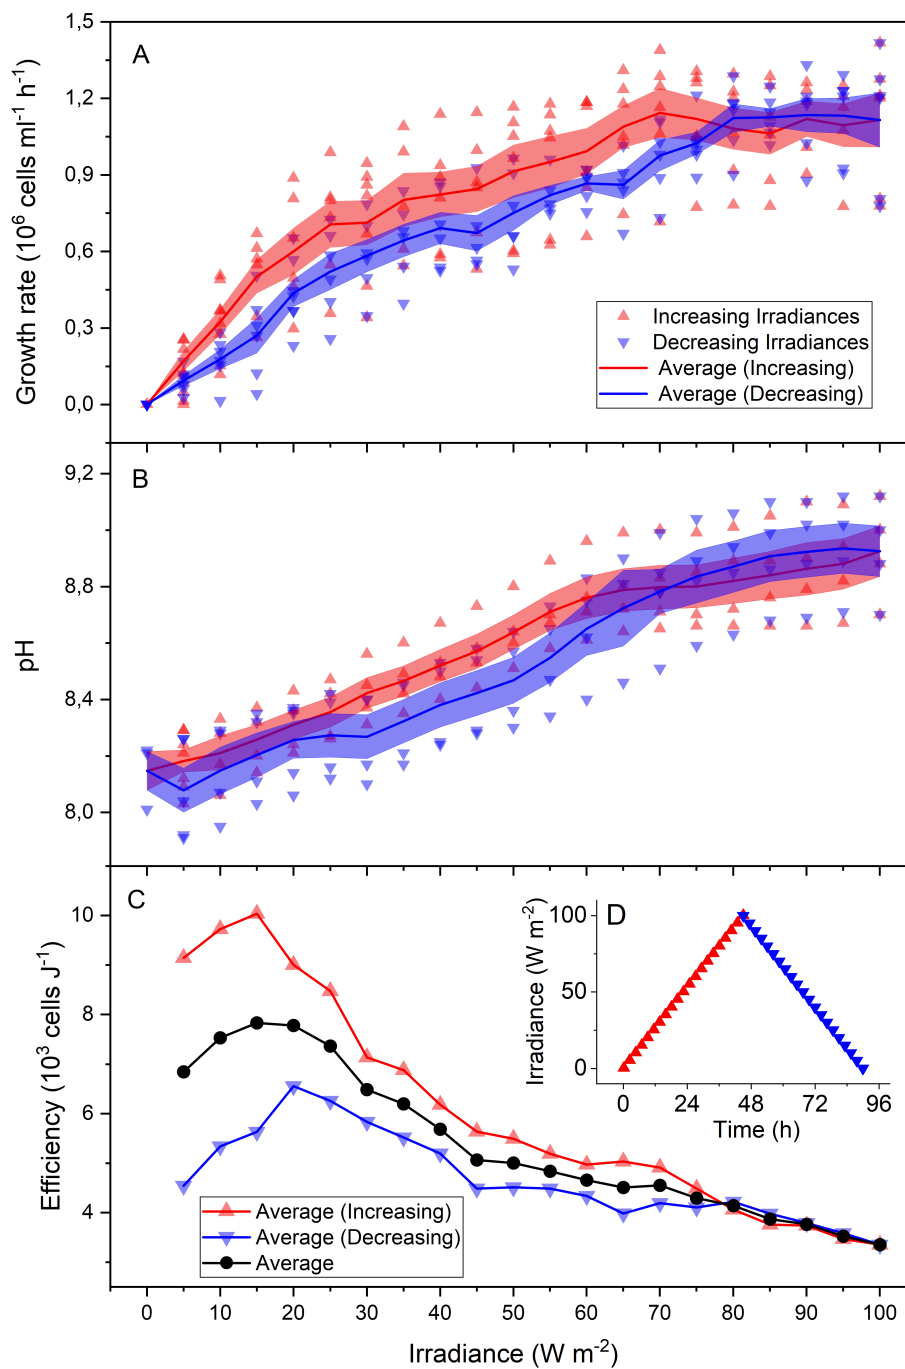 A
1,5
1,2
0,9
0,6
0,3
0,0
Growth rate (10⁶ cells ml⁻¹ h⁻¹)
Increasing Irradiances
Decreasing Irradiances
Average (Increasing)
Average (Decreasing)
B
9,2
8,8
8,4
8,0
pH
C
10
8
6
4
Efficiency (10³ cells J⁻¹)
Average (Increasing)
Average (Decreasing)
Average
D
100
50
0
Irradiance (W m⁻²)
0 24 48 72 96
Time (h)
0 10 20 30 40 50 60 70 80 90 100
Irradiance (W m⁻²)